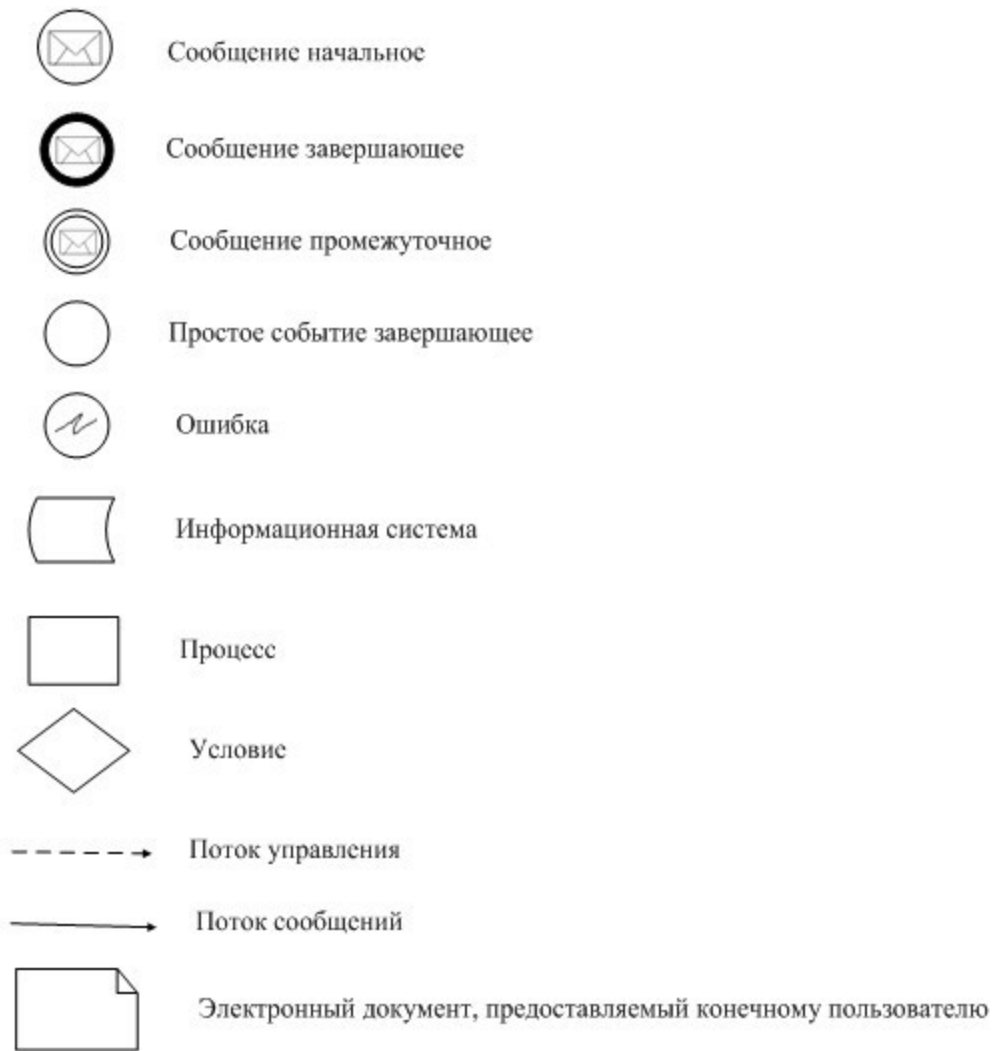 Сообщение начальное
Сообщение завершающее
Сообщение промежуточное
Простое событие завершающее
Ошибка
Информационная система
Процесс
Условие
Поток управления
Поток сообщений
Электронный документ, предоставляемый конечному пользователю